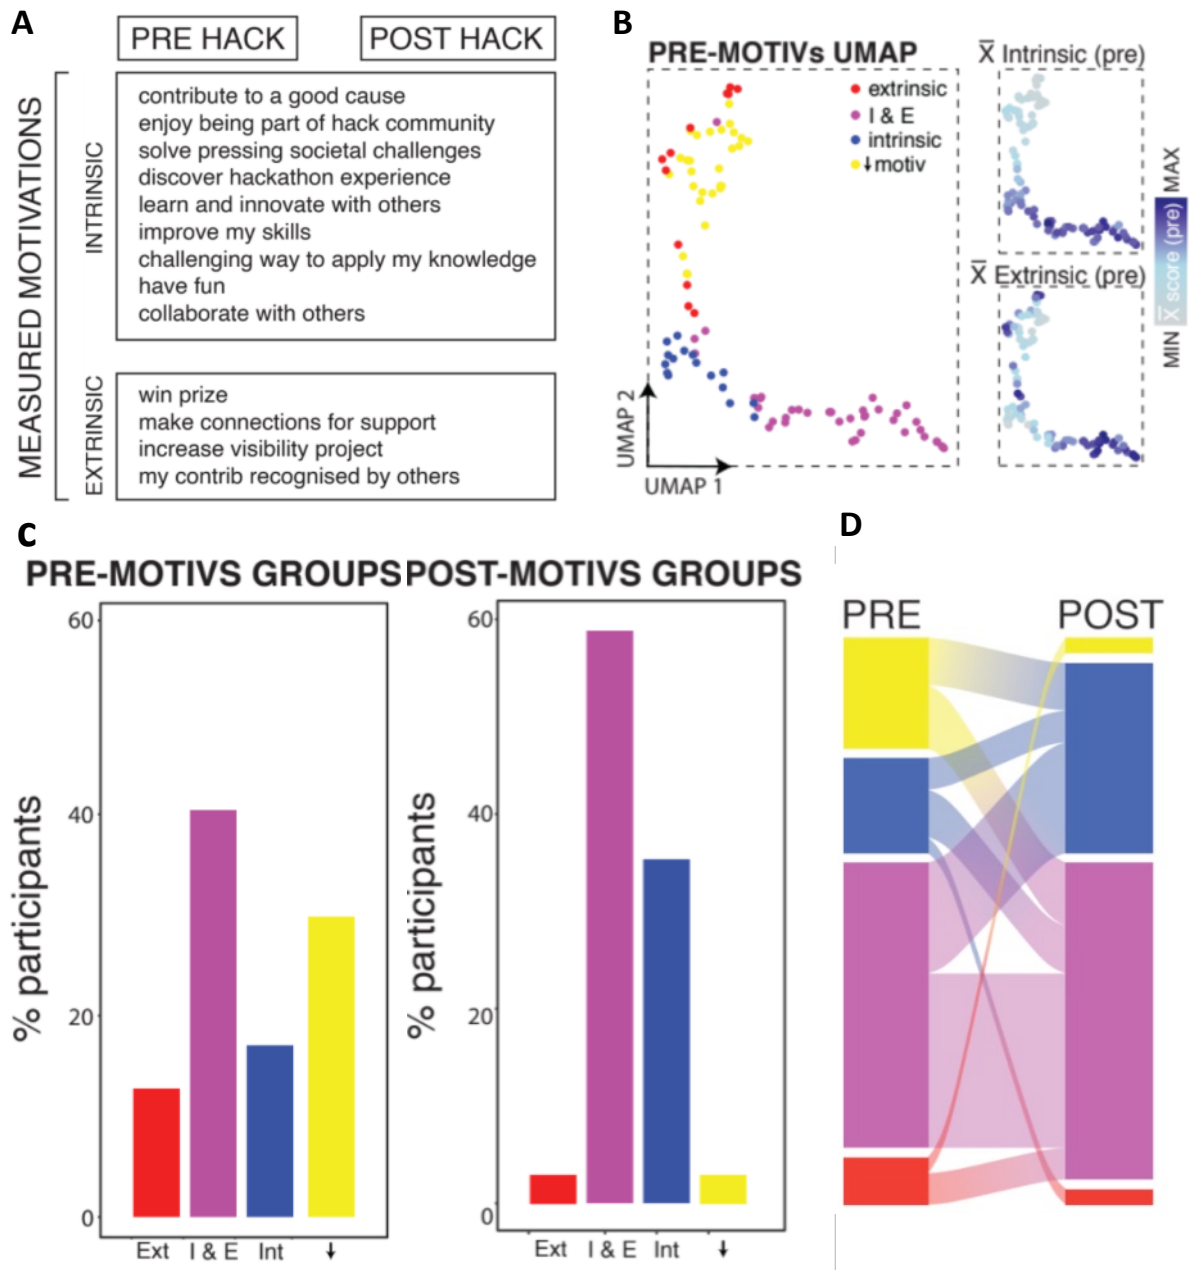 A
PRE HACK
POST HACK
MEASURED MOTIVATIONS
INTRINSIC
contribute to a good cause
enjoy being part of hack community
solve pressing societal challenges
discover hackathon experience
learn and innovate with others
improve my skills
challenging way to apply my knowledge
have fun
collaborate with others
EXTRINSIC
win prize
make connections for support
increase visibility project
my contrib recognised by others
B
PRE-MOTIVs UMAP
extrinsic
I & E
intrinsic
↓motiv
UMAP 2
UMAP 1
X̅ Intrinsic (pre)
X̅ Extrinsic (pre)
MIN X̅ score (pre) MAX
C
PRE-MOTIVS GROUPS
% participants
60
40
20
0
Ext I & E Int ↓
POST-MOTIVS GROUPS
% participants
60
40
20
0
Ext I & E Int ↓
D
PRE
POST